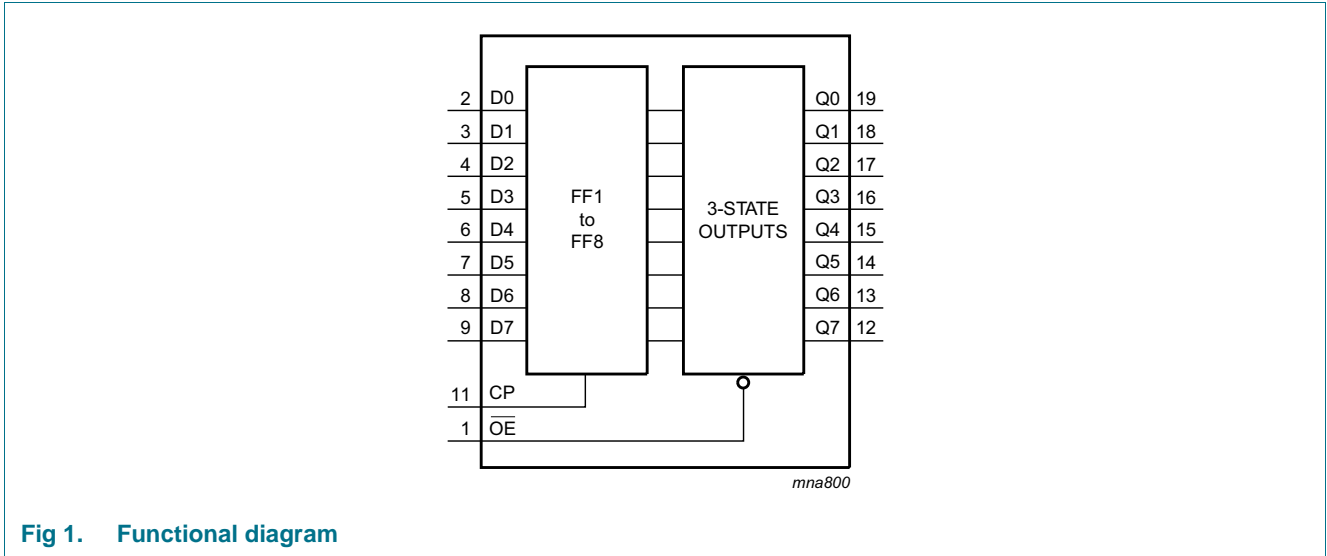 2 D0 Q0 19
3 D1 Q1 18
4 D2 Q2 17
5 D3 Q3 16
6 D4 Q4 15
7 D5 Q5 14
8 D6 Q6 13
9 D7 Q7 12
FF1
to
FF8
3-STATE
OUTPUTS
11 CP
1 O̅E̅
mna800
Fig 1. Functional diagram